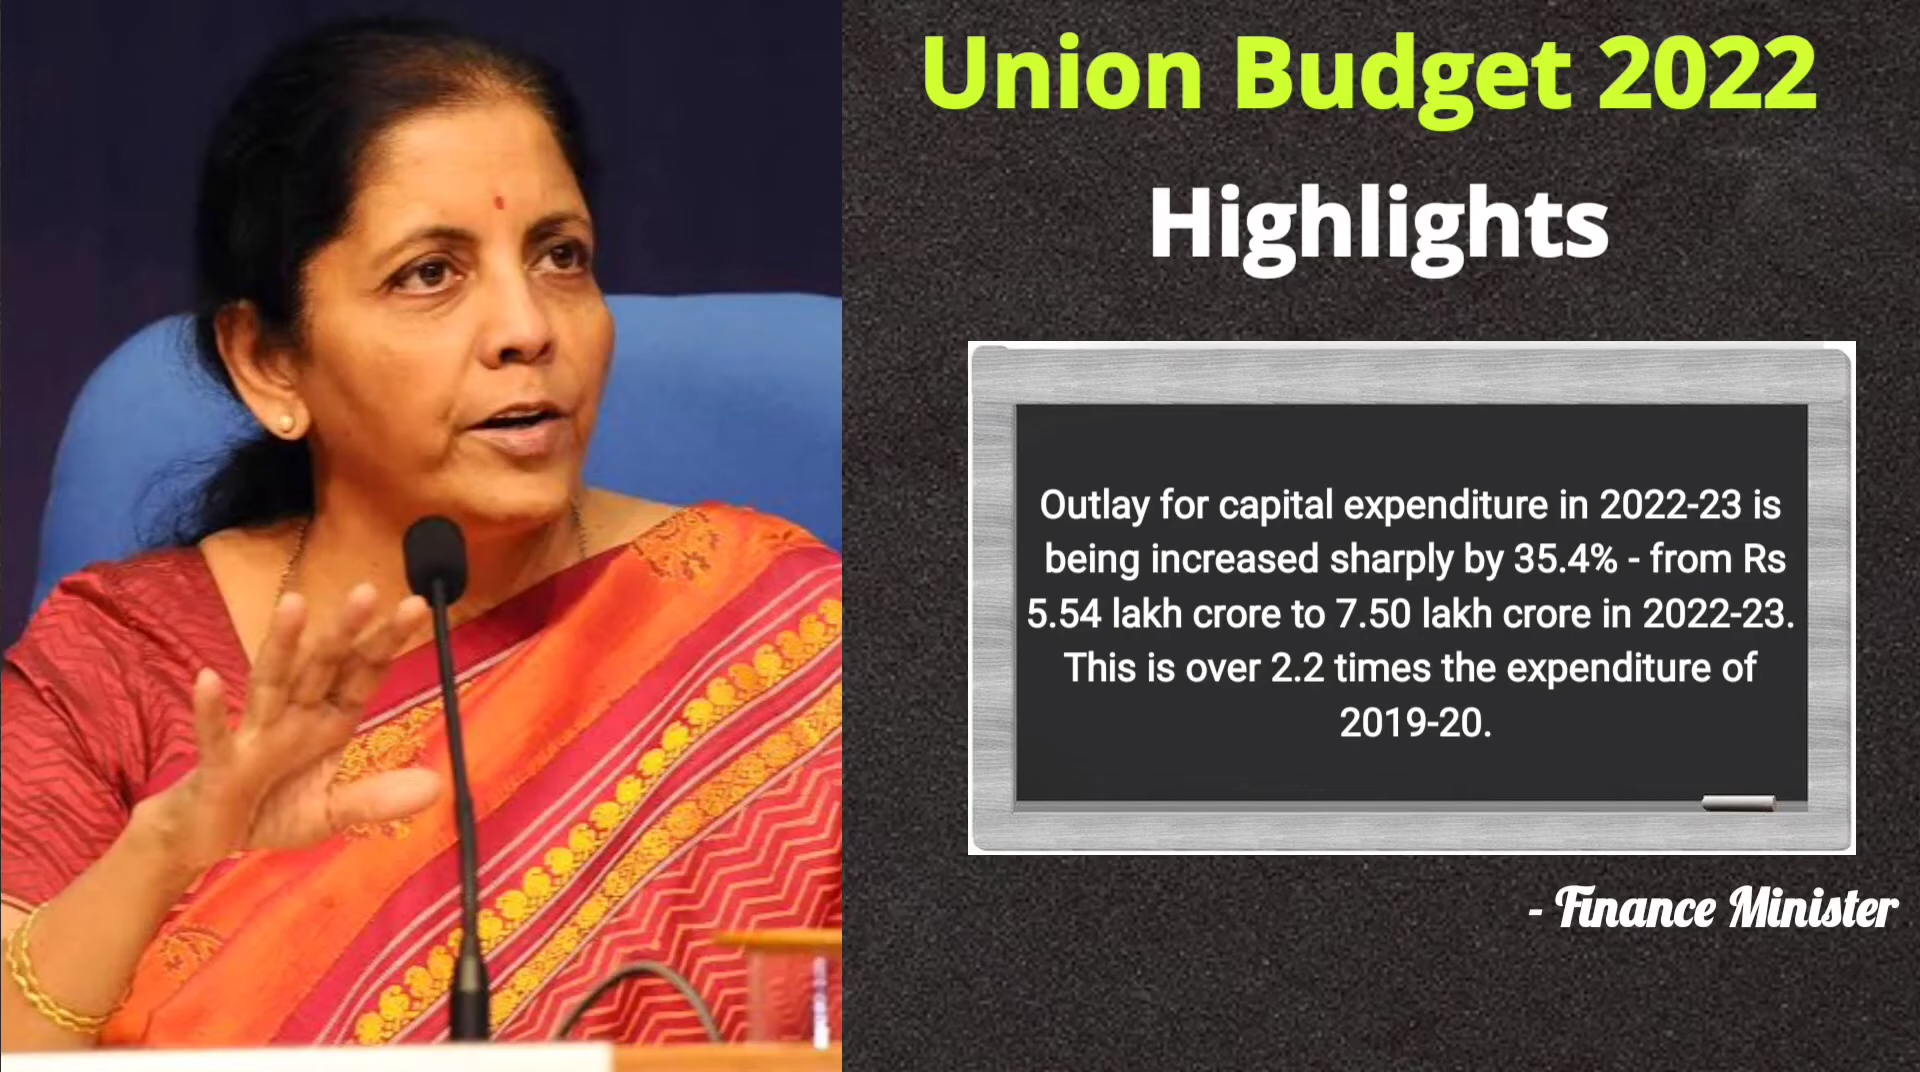 Union Budget 2022
Highlights
Outlay for capital expenditure in 2022-23 is
being increased sharply by 35.4% - from Rs
5.54 lakh crore to 7.50 lakh crore in 2022-23.
This is over 2.2 times the expenditure of
2019-20.
- Finance Minister